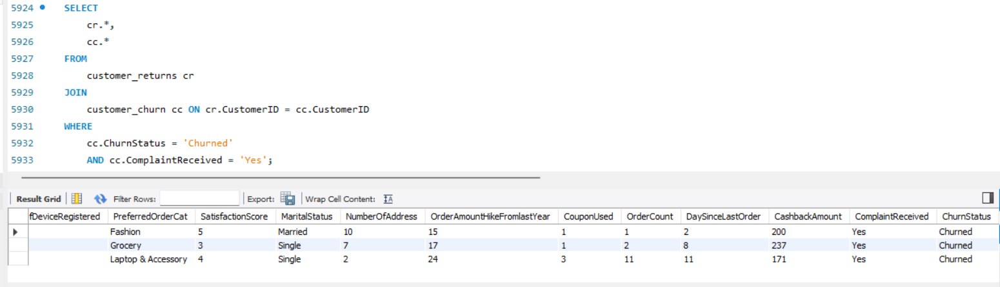 5924 SELECT
5925 cr.*,
5926 cc.*
5927 FROM
5928 customer_returns cr
5929 JOIN
5930 customer_churn cc ON cr.CustomerID = cc.CustomerID
5931 WHERE
5932 cc.ChurnStatus = 'Churned'
5933 AND cc.ComplaintReceived = 'Yes';
Result Grid Filter Rows: Export: Wrap Cell Content: IA
fDeviceRegistered PreferredOrderCat SatisfactionScore MaritalStatus NumberOfAddress OrderAmountHikeFromlastYear CouponUsed OrderCount DaySinceLastOrder CashbackAmount ComplaintReceived ChurnStatus
Fashion 5 Married 10 15 1 1 2 200 Yes Churned
Grocery 3 Single 7 17 1 2 8 237 Yes Churned
Laptop & Accessory 4 Single 2 24 3 11 11 171 Yes Churned